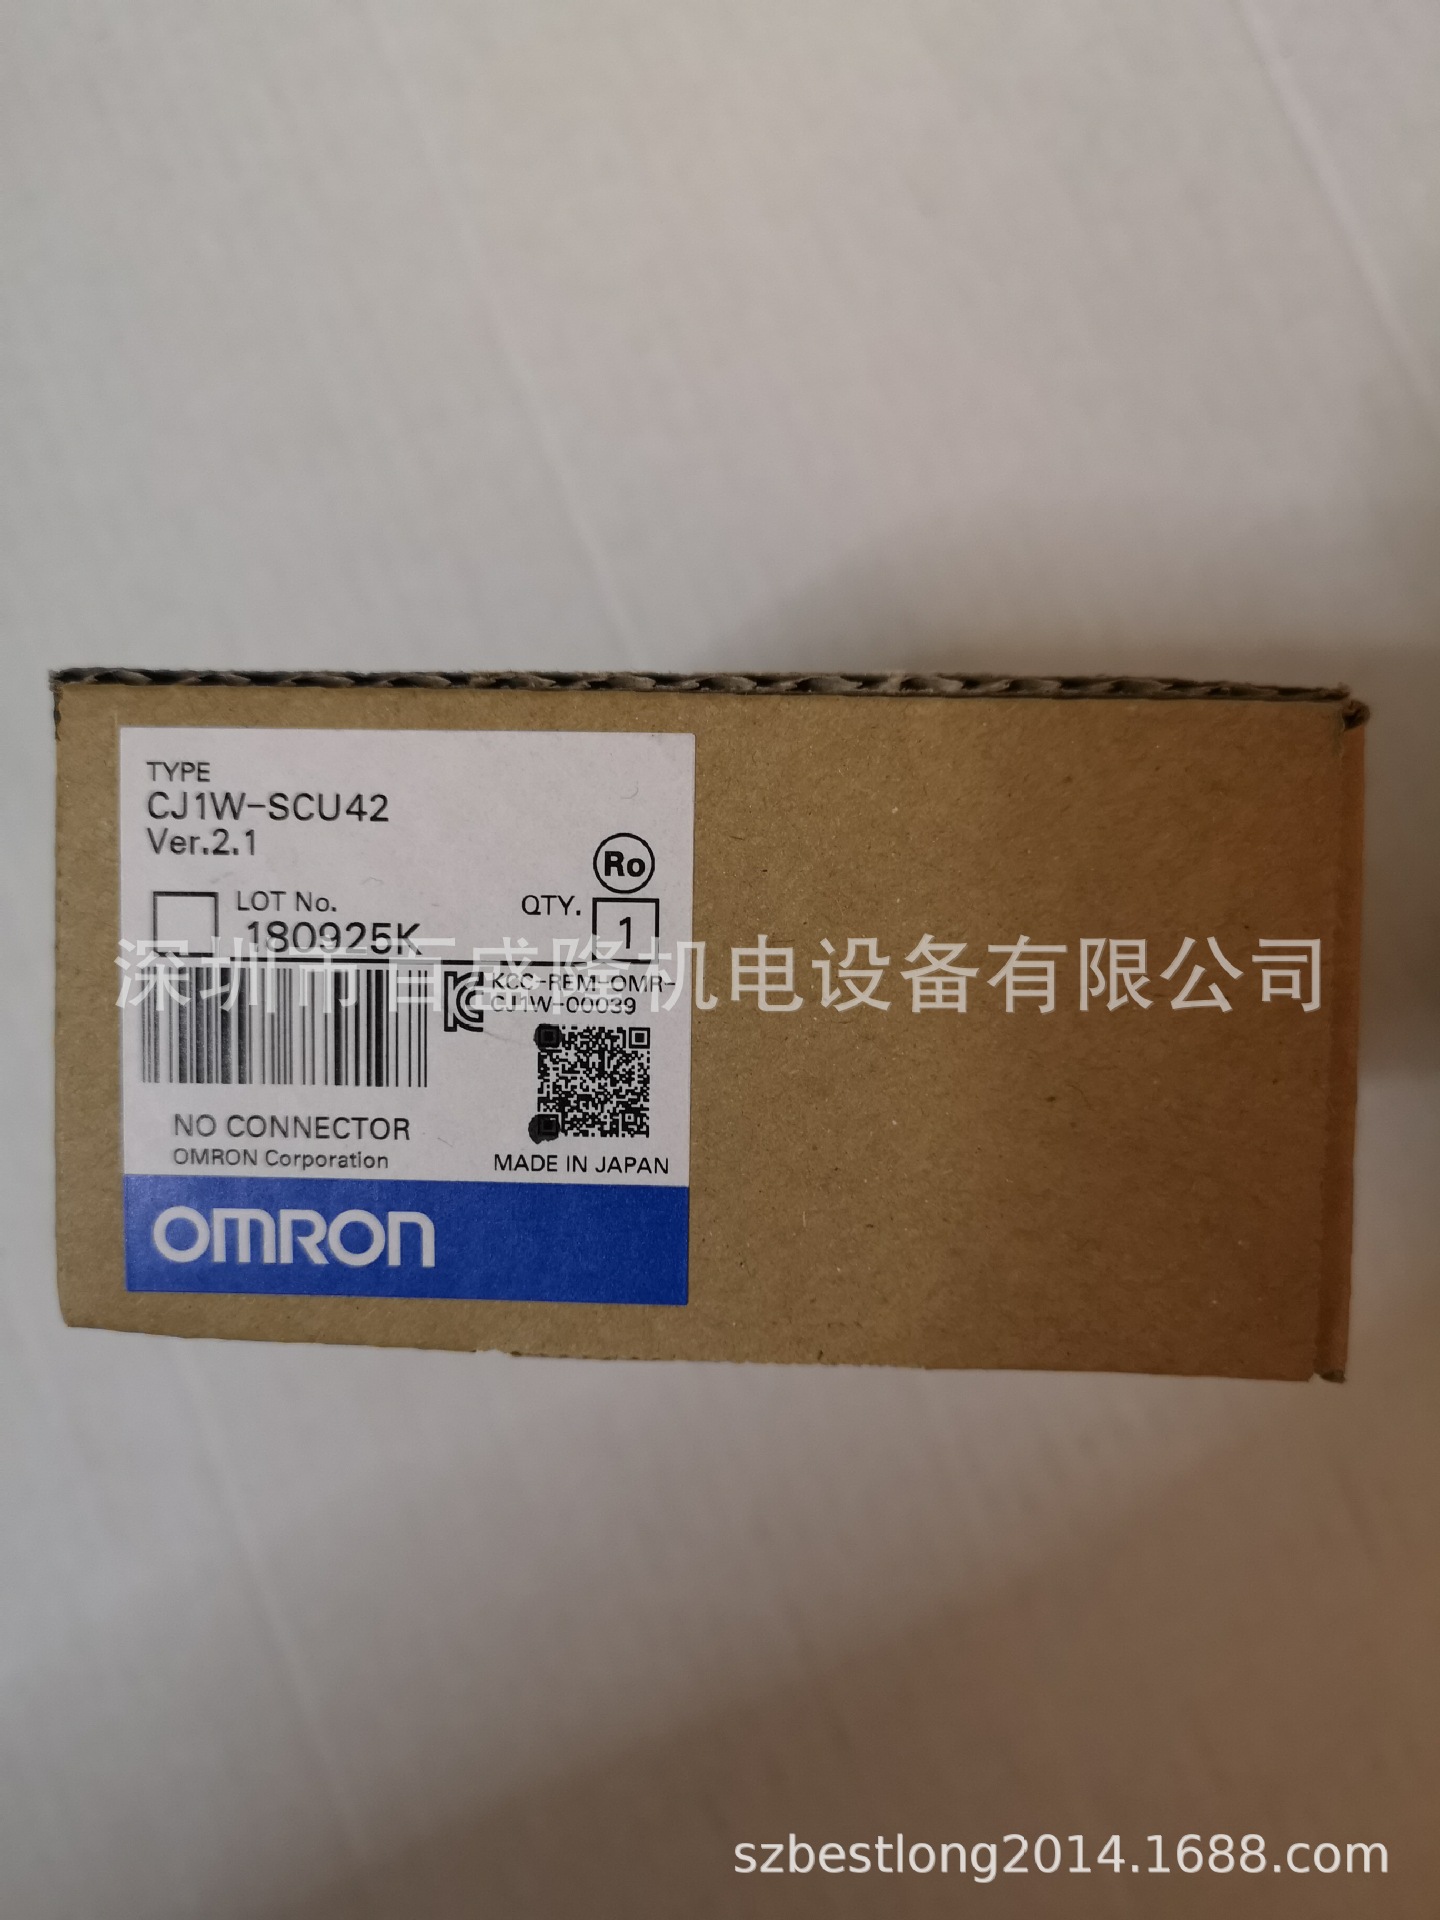 TYPE
CJ1W-SCU42
Ver.2.1
Ro
LOT No.
180925K
QTY.
1
深圳市百盛隆机电设备有限公司
KCC-REM-OMR-
CJ1W-00039
NO CONNECTOR
OMRON Corporation
MADE IN JAPAN
OMRON
szbestlong2014.1688.com